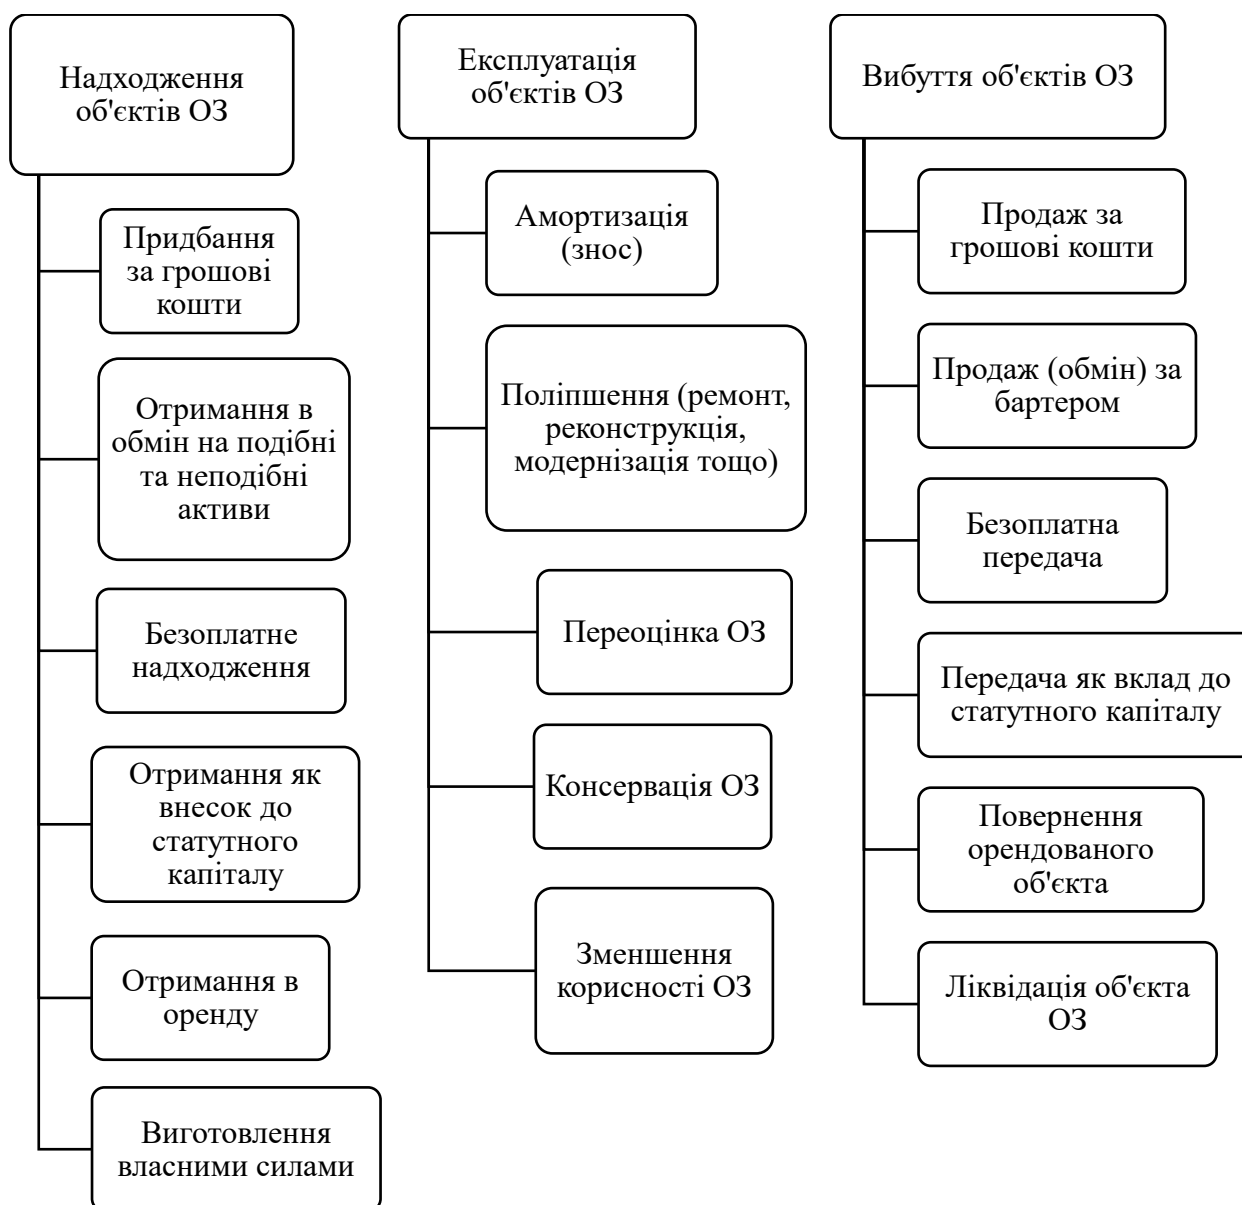 Надходження
об'єктів ОЗ
Придбання
за грошові
кошти
Отримання в
обмін на подібні
та неподібні
активи
Безоплатне
надходження
Отримання як
внесок до
статутного
капіталу
Отримання в
оренду
Виготовлення
власними силами
Експлуатація
об'єктів ОЗ
Амортизація
(знос)
Поліпшення (ремонт,
реконструкція,
модернізація тощо)
Переоцінка ОЗ
Консервація ОЗ
Зменшення
корисності ОЗ
Вибуття об'єктів ОЗ
Продаж за
грошові кошти
Продаж (обмін) за
бартером
Безоплатна
передача
Передача як вклад до
статутного капіталу
Повернення
орендованого
об'єкта
Ліквідація об'єкта
ОЗ